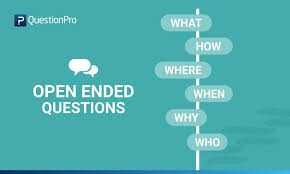 QuestionPro
OPEN ENDED
QUESTIONS
WHAT
HOW
WHERE
WHEN
WHY
WHO